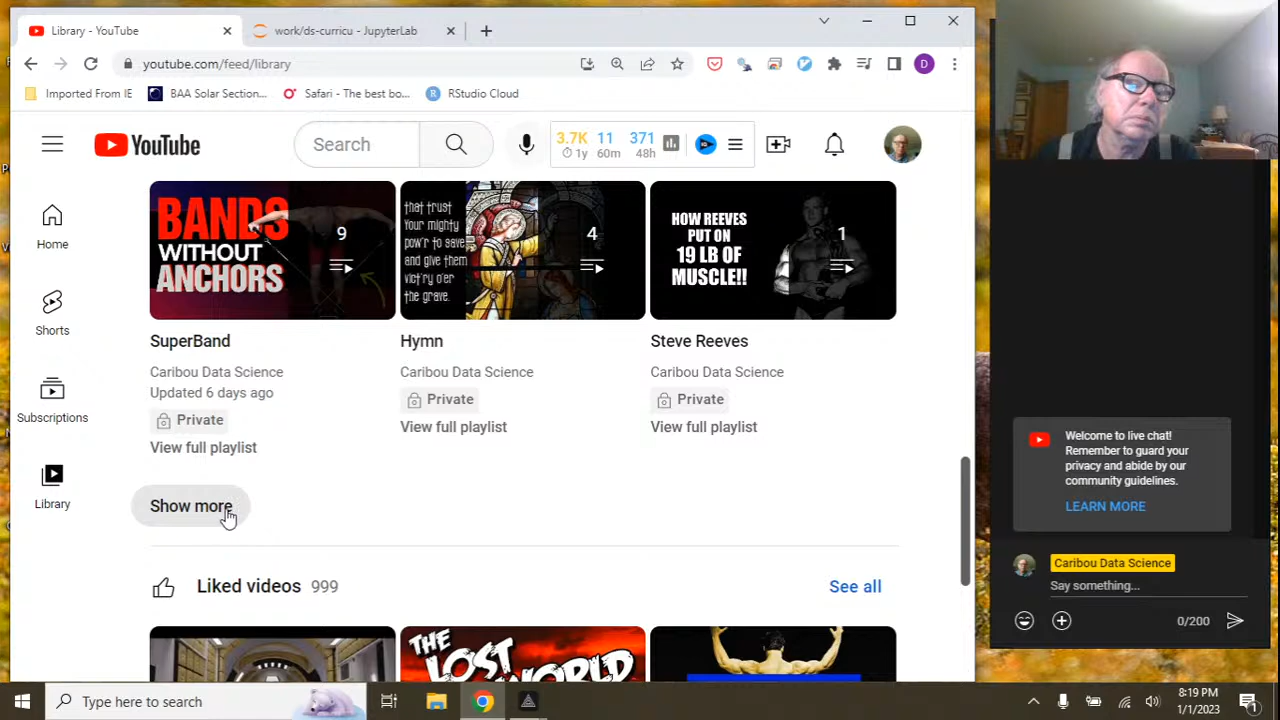 Library - YouTube
work/ds-curricu - JupyterLab
youtube.com/feed/library
Imported From IE
BAA Solar Section...
Safari - The best bo...
RStudio Cloud
YouTube
Search
3.7K 11 371
1y 60m 48h
D
Home
Shorts
Subscriptions
Library
BANDS
WITHOUT
ANCHORS
9
that trust
Your mighty
pow'r to save
and give them
vict'ry o'er
the grave.
4
HOW REEVES
PUT ON
19 LB OF
MUSCLE!!
1
SuperBand
Caribou Data Science
Updated 6 days ago
Private
View full playlist
Hymn
Caribou Data Science
Private
View full playlist
Steve Reeves
Caribou Data Science
Private
View full playlist
Show more
Liked videos 999
See all
THE
LOST
WORLD
Welcome to live chat!
Remember to guard your
privacy and abide by our
community guidelines.
LEARN MORE
Caribou Data Science
Say something...
0/200
Type here to search
8:19 PM
1/1/2023
1